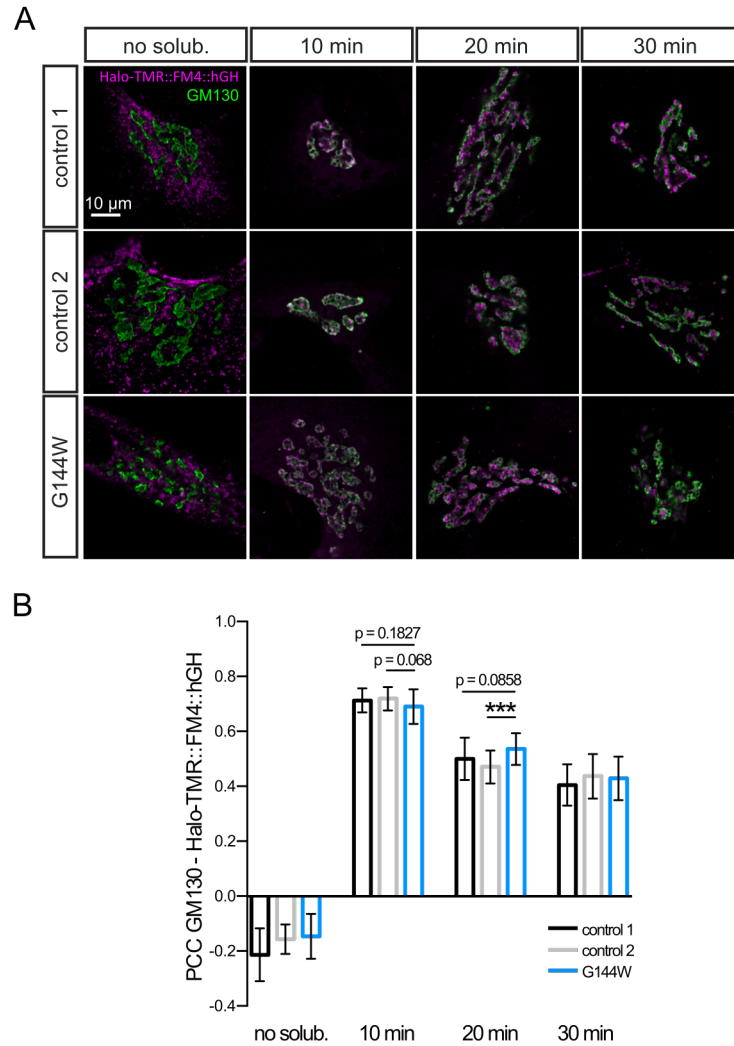 A
no solub.
10 min
20 min
30 min
control 1
Halo-TMR::FM4::hGH
GM130
10 µm
control 2
G144W
B
PCC GM130 - Halo-TMR::FM4::hGH
1.0
0.8
0.6
0.4
0.2
0.0
-0.2
-0.4
p = 0.1827
p = 0.068
p = 0.0858
***
control 1
control 2
G144W
no solub.
10 min
20 min
30 min